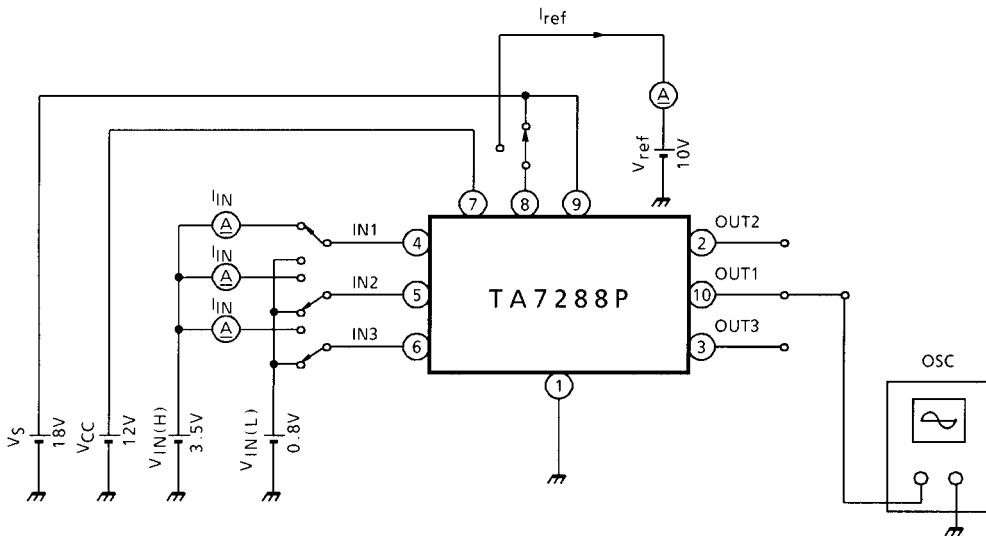 Iref
A
Vref
10V
7
8
9
IIN
A
IN1
4
2
OUT2
IIN
A
IN2
5
TA7288P
10
OUT1
IIN
A
IN3
6
3
OUT3
1
OSC
VS
18V
VCC
12V
VIN(H)
3.5V
VIN(L)
0.8V